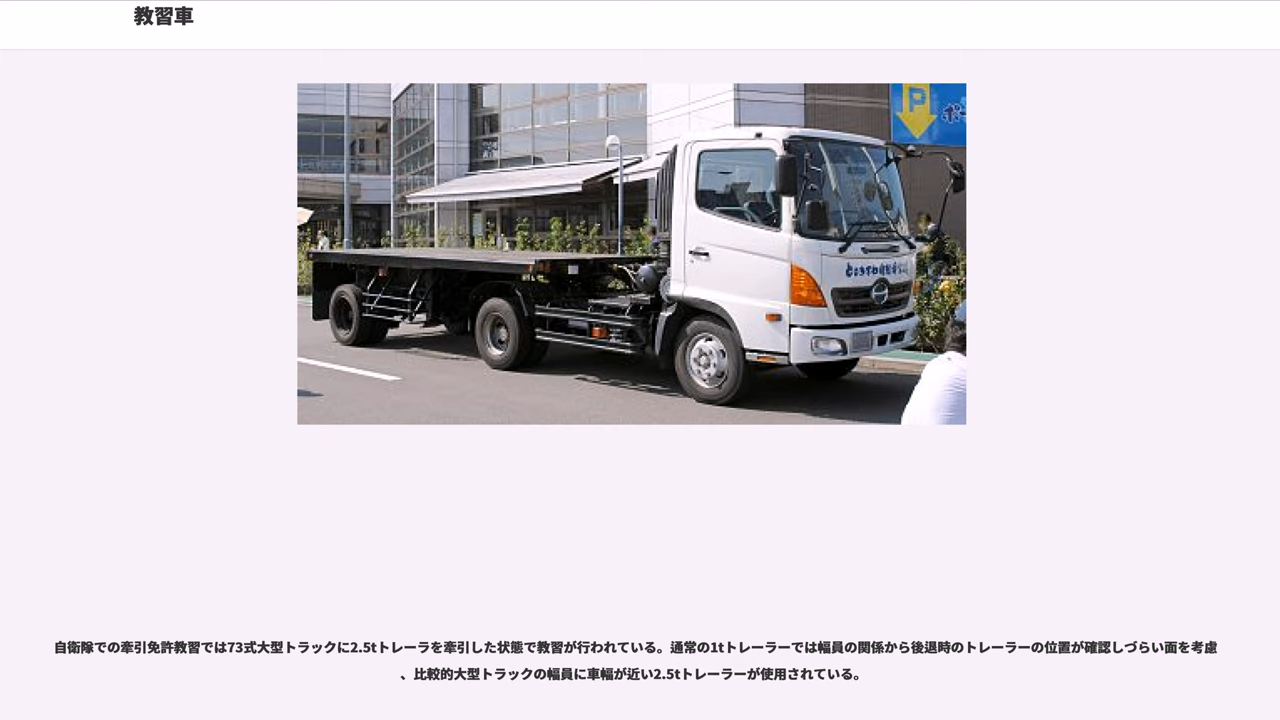 教習車
P
ポー
自衛隊での牽引免許教習では73式大型トラックに2.5tトレーラを牽引した状態で教習が行われている。通常の1tトレーラーでは幅員の関係から後退時のトレーラーの位置が確認しづらい面を考慮
、比較的大型トラックの幅員に車幅が近い2.5tトレーラーが使用されている。